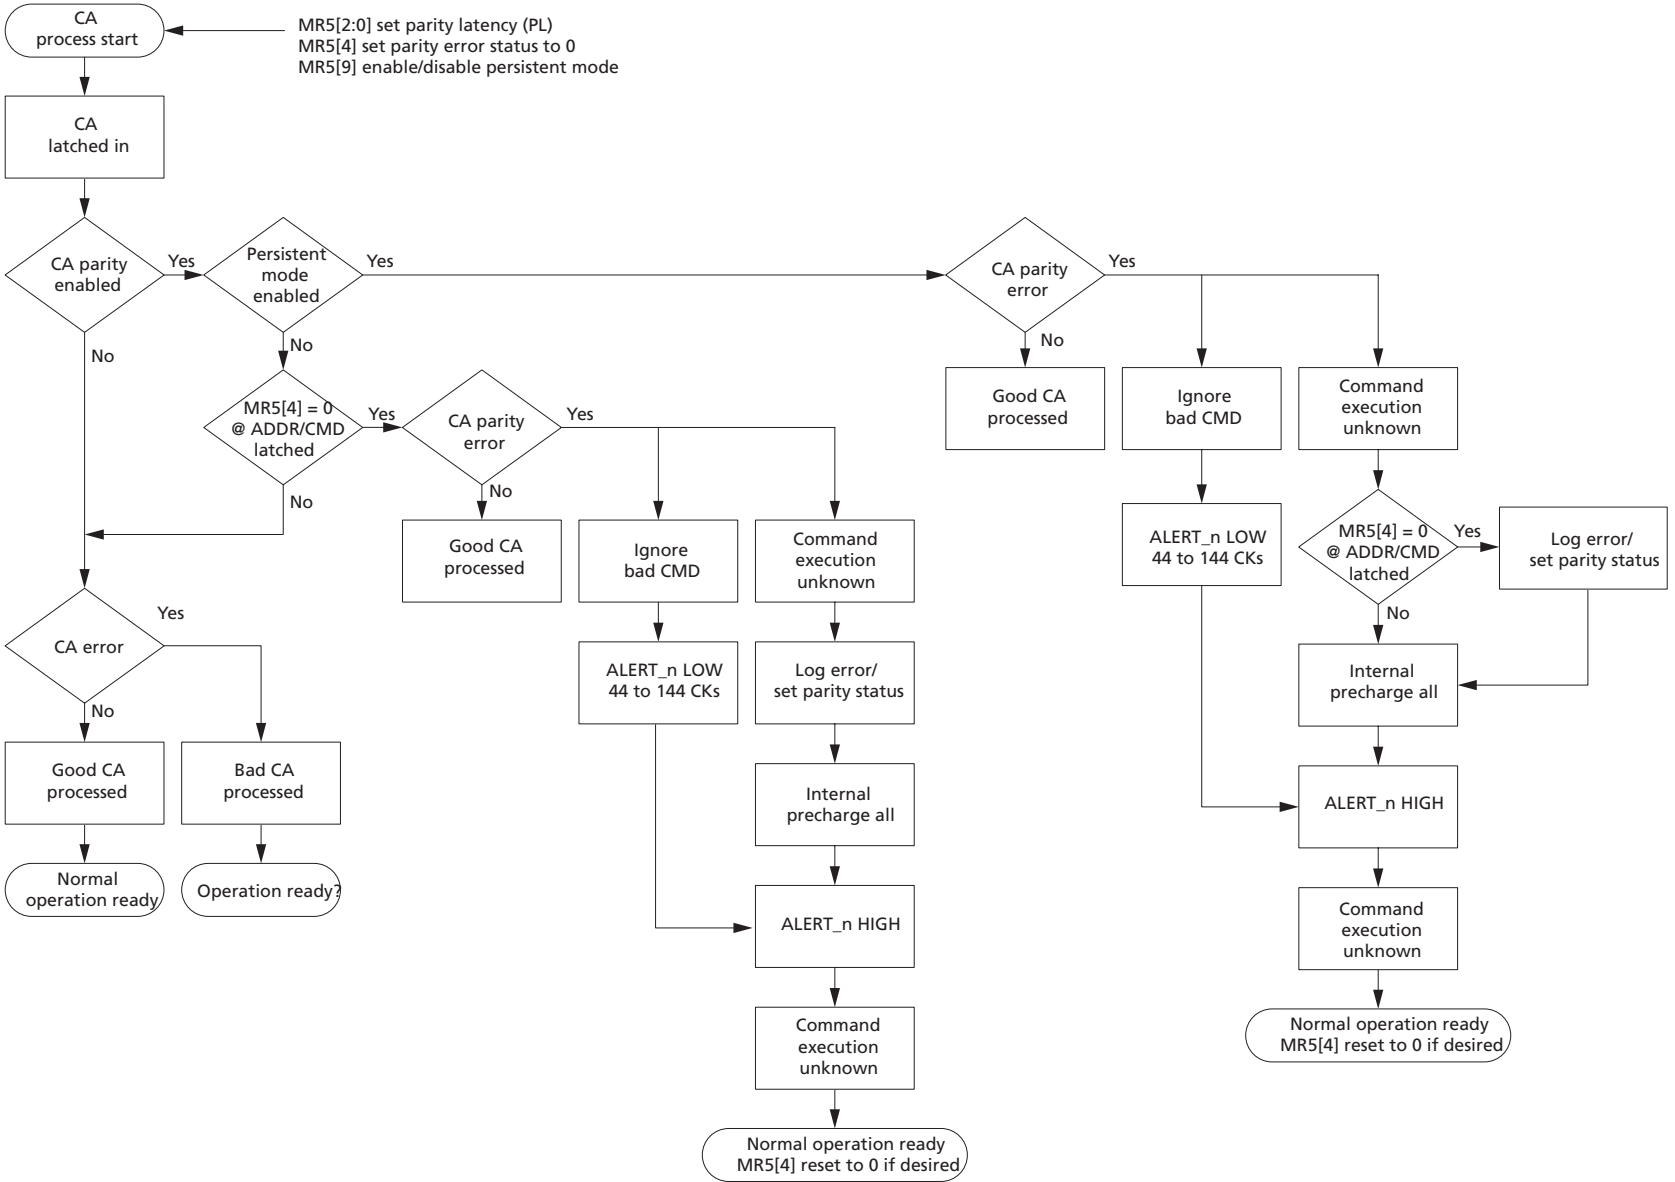 CA
process start
MR5[2:0] set parity latency (PL)
MR5[4] set parity error status to 0
MR5[9] enable/disable persistent mode
CA
latched in
CA parity
enabled
Yes
Persistent
mode
enabled
Yes
CA parity
error
Yes
No
No
No
MR5[4] = 0
@ ADDR/CMD
latched
Yes
CA parity
error
Yes
No
No
Good CA
processed
Ignore
bad CMD
Command
execution
unknown
Good CA
processed
Ignore
bad CMD
Command
execution
unknown
ALERT_n LOW
44 to 144 CKs
MR5[4] = 0
@ ADDR/CMD
latched
Yes
Log error/
set parity status
No
CA error
Yes
No
ALERT_n LOW
44 to 144 CKs
Log error/
set parity status
Internal
precharge all
Good CA
processed
Bad CA
processed
Internal
precharge all
ALERT_n HIGH
Normal
operation ready
Operation ready?
ALERT_n HIGH
Command
execution
unknown
Command
execution
unknown
Normal operation ready
MR5[4] reset to 0 if desired
Normal operation ready
MR5[4] reset to 0 if desired